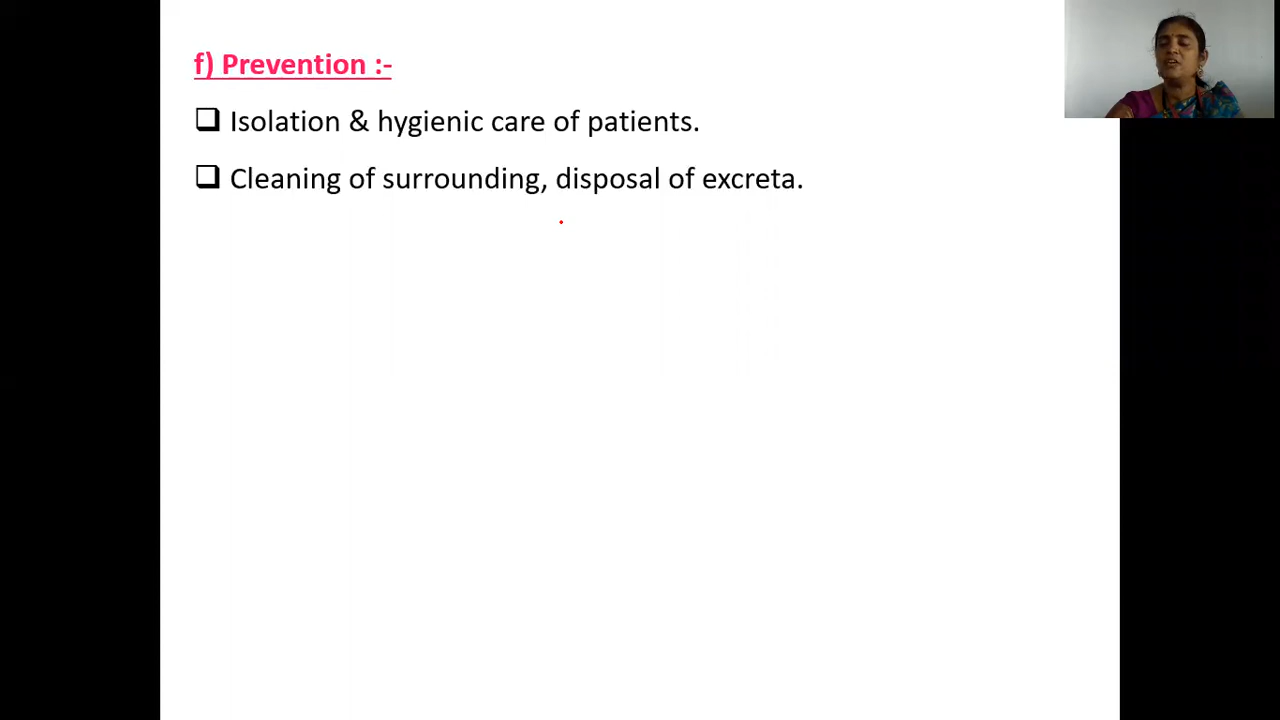 f) Prevention :-
❑ Isolation & hygienic care of patients.
❑ Cleaning of surrounding, disposal of excreta.